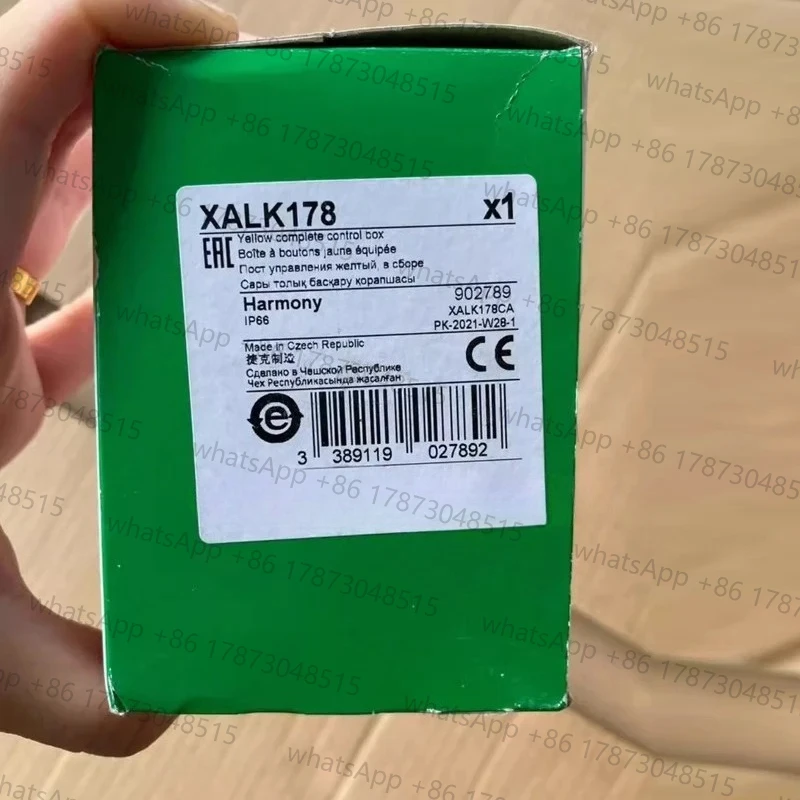 XALK178 x1
EAC Yellow complete control box
Boîte à boutons jaune équipée
Пост управления желтый, в сборе
Сары толық басқару қорапшасы
Harmony 902789
IP66 XALK178CA
PK-2021-W28-1
Made in Czech Republic
捷克制造
Сделано в Чешской Республике
Чех Республикасында жасалған
CE
e
3 389119 027892
whatsApp +86 17873048515